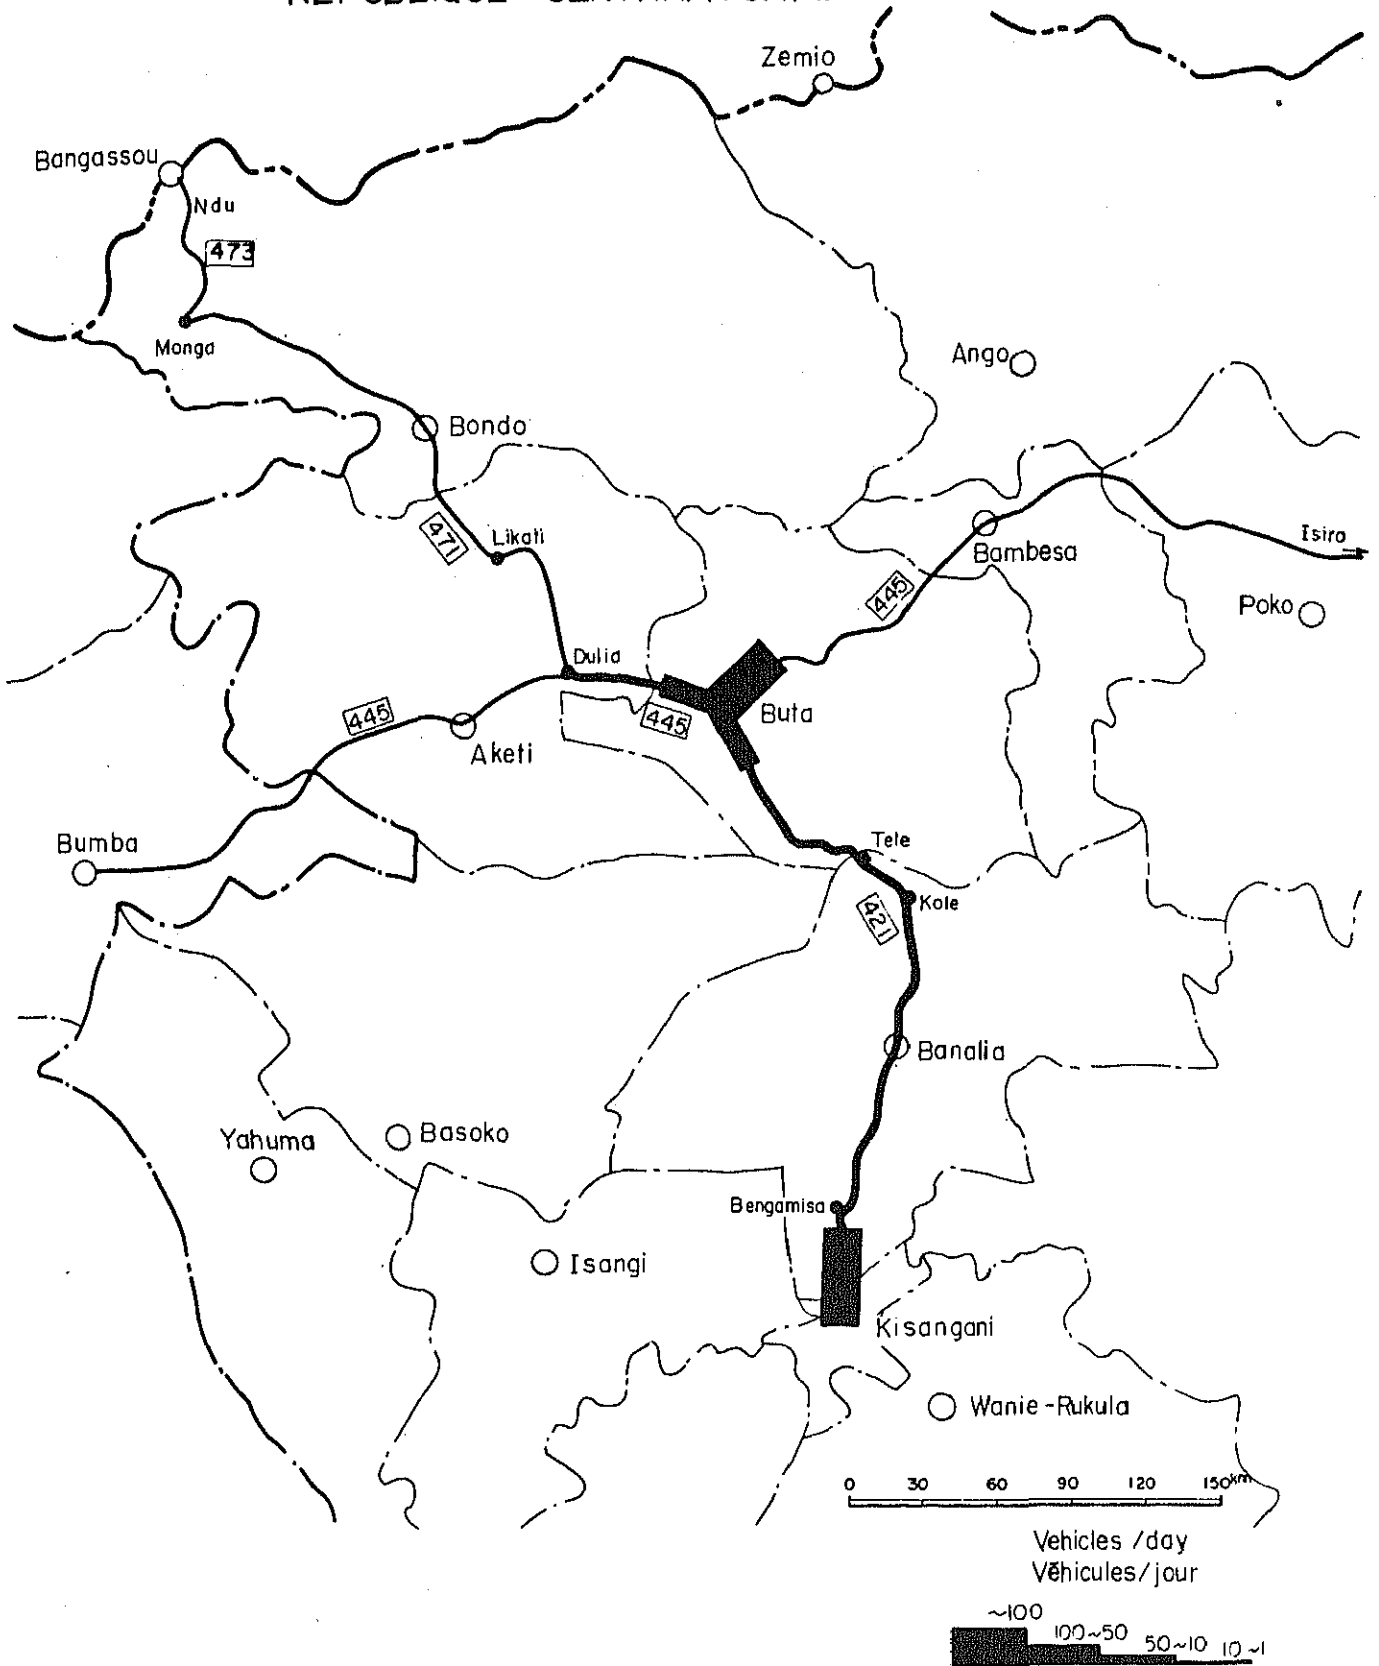 Zemio
Bangassou
Ndu
473
Monga
Ango
Bondo
471
Likati
Isiro
Bambesa
445
Poko
Dulia
445
445
Buta
Aketi
Bumba
Tele
Kole
421
Banalia
Yahuma
Basoko
Bengamisa
Isangi
Kisangani
Wanie-Rukula
0 30 60 90 120 150km
Vehicles /day
Véhicules/jour
~100
100~50
50~10
10~1